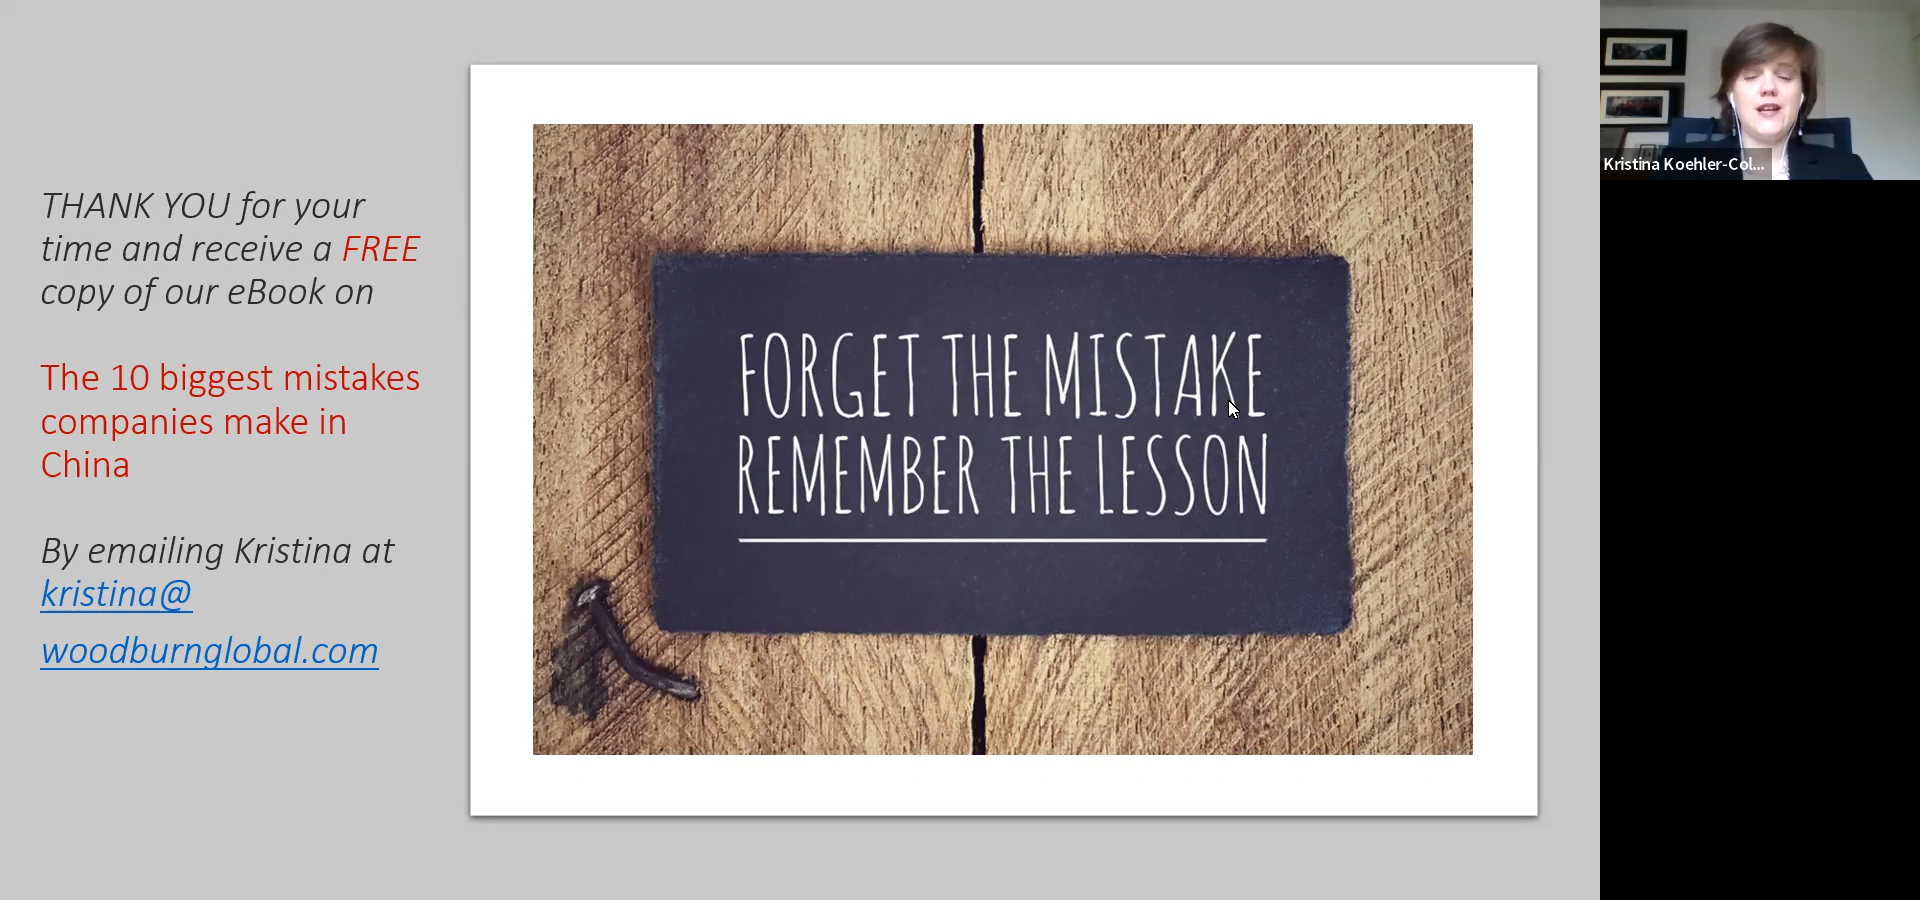 THANK YOU for your
time and receive a FREE
copy of our eBook on
The 10 biggest mistakes
companies make in
China
By emailing Kristina at
kristina@
woodburnglobal.com
FORGET THE MISTAKE
REMEMBER THE LESSON
Kristina Koehler-Col...